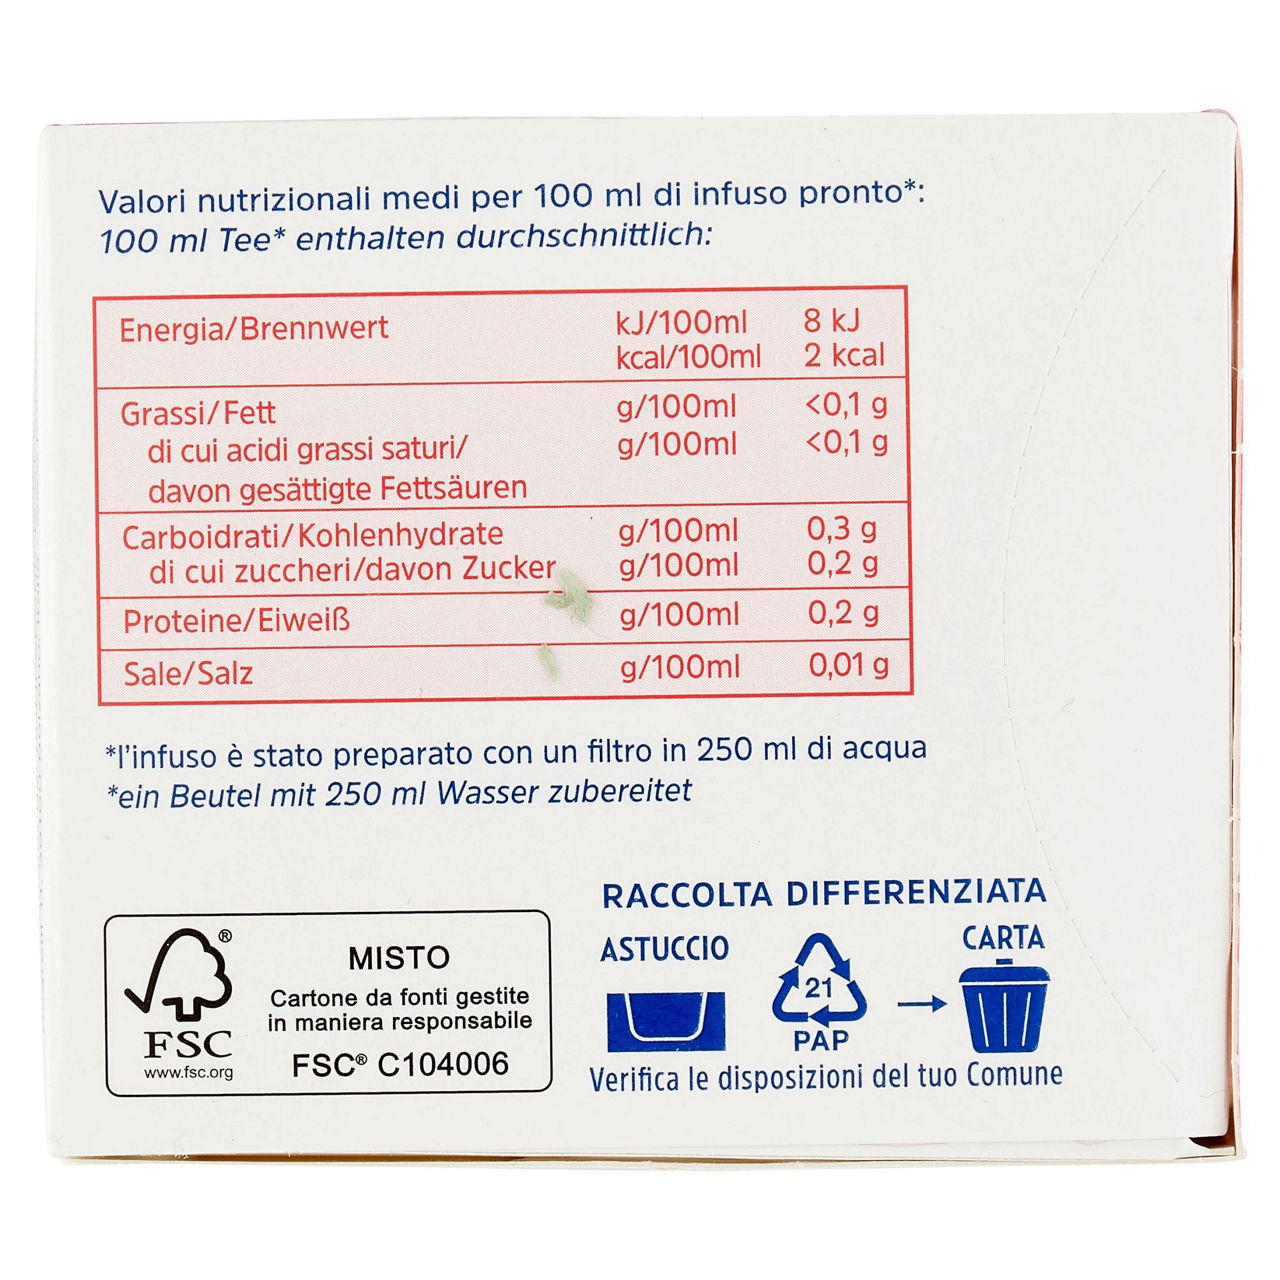 Valori nutrizionali medi per 100 ml di infuso pronto*:
100 ml Tee* enthalten durchschnittlich:
Energia/Brennwert kJ/100ml 8 kJ
kcal/100ml 2 kcal
Grassi/Fett g/100ml <0,1 g
di cui acidi grassi saturi/ g/100ml <0,1 g
davon gesättigte Fettsäuren
Carboidrati/Kohlenhydrate g/100ml 0,3 g
di cui zuccheri/davon Zucker g/100ml 0,2 g
Proteine/Eiweiß g/100ml 0,2 g
Sale/Salz g/100ml 0,01 g
*l'infuso è stato preparato con un filtro in 250 ml di acqua
*ein Beutel mit 250 ml Wasser zubereitet
®
FSC
www.fsc.org
MISTO
Cartone da fonti gestite
in maniera responsabile
FSC® C104006
RACCOLTA DIFFERENZIATA
ASTUCCIO
21
PAP
CARTA
Verifica le disposizioni del tuo Comune